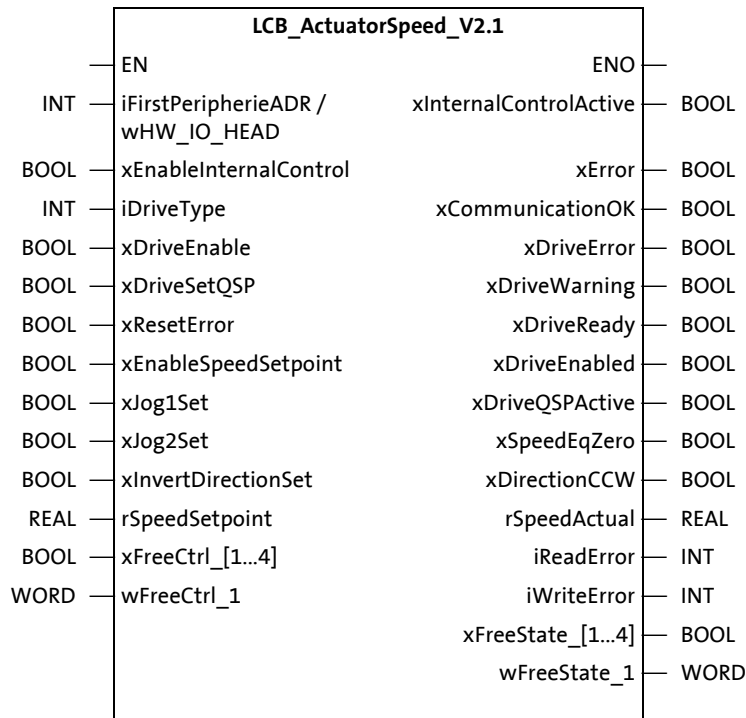 LCB_ActuatorSpeed_V2.1
EN ENO
INT iFirstPeripherieADR / xInternalControlActive BOOL
wHW_IO_HEAD
BOOL xEnableInternalControl xError BOOL
INT iDriveType xCommunicationOK BOOL
BOOL xDriveEnable xDriveError BOOL
BOOL xDriveSetQSP xDriveWarning BOOL
BOOL xResetError xDriveReady BOOL
BOOL xEnableSpeedSetpoint xDriveEnabled BOOL
BOOL xJog1Set xDriveQSPActive BOOL
BOOL xJog2Set xSpeedEqZero BOOL
BOOL xInvertDirectionSet xDirectionCCW BOOL
REAL rSpeedSetpoint rSpeedActual REAL
BOOL xFreeCtrl_[1...4] iReadError INT
WORD wFreeCtrl_1 iWriteError INT
xFreeState_[1...4] BOOL
wFreeState_1 WORD